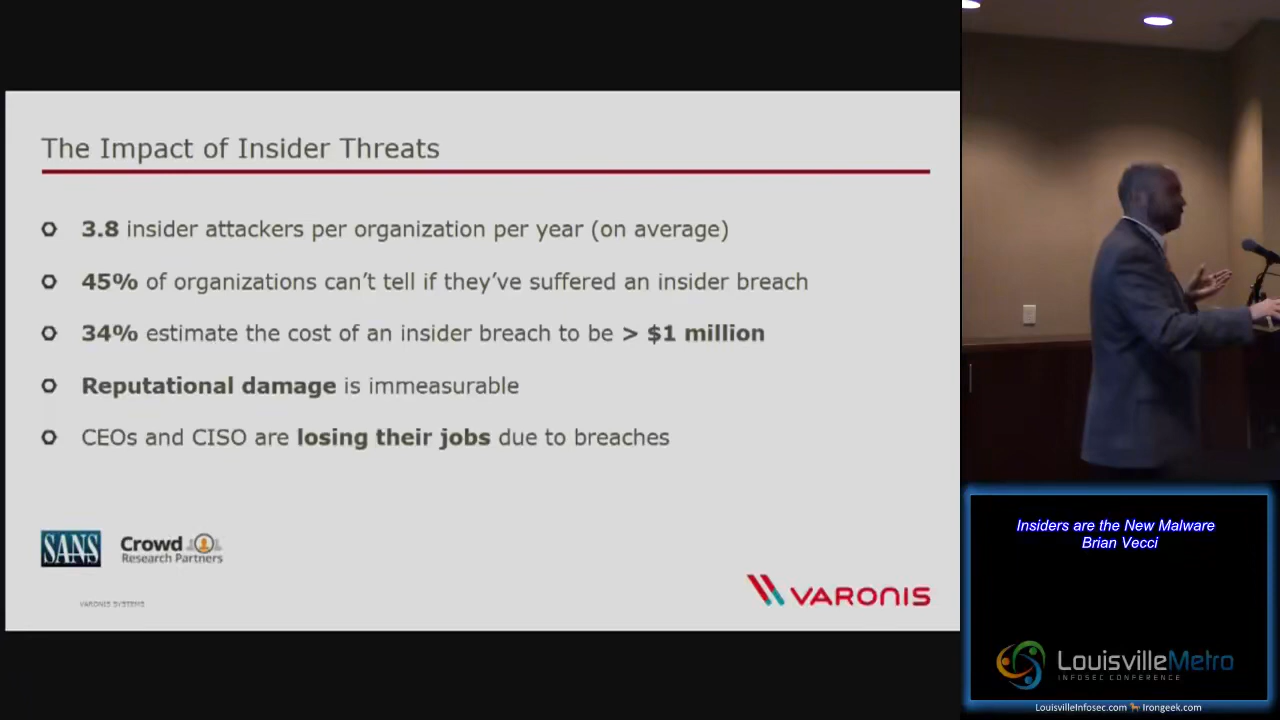 The Impact of Insider Threats
3.8 insider attackers per organization per year (on average)
45% of organizations can't tell if they've suffered an insider breach
34% estimate the cost of an insider breach to be > $1 million
Reputational damage is immeasurable
CEOs and CISO are losing their jobs due to breaches
SANS
Crowd
Research Partners
VARONIS SYSTEMS
VARONIS
Insiders are the New Malware
Brian Vecci
LouisvilleMetro
INFOSEC CONFERENCE
LouisvilleInfosec.com Irongeek.com